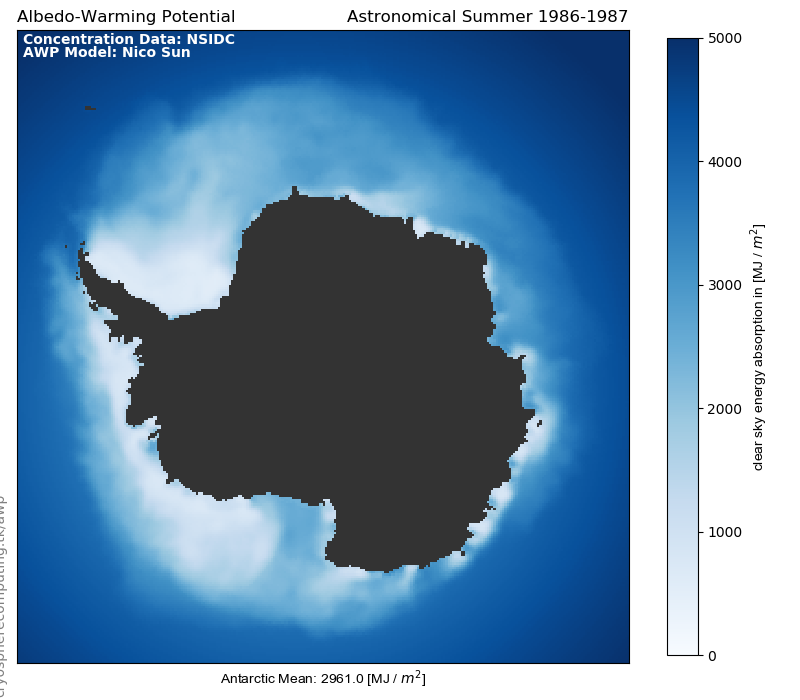 Albedo-Warming Potential
Astronomical Summer 1986-1987
Concentration Data: NSIDC
AWP Model: Nico Sun
5000
4000
3000
2000
1000
0
clear sky energy absorption in [MJ / m²]
ryospherecomputing.tk/awp
Antarctic Mean: 2961.0 [MJ / m²]